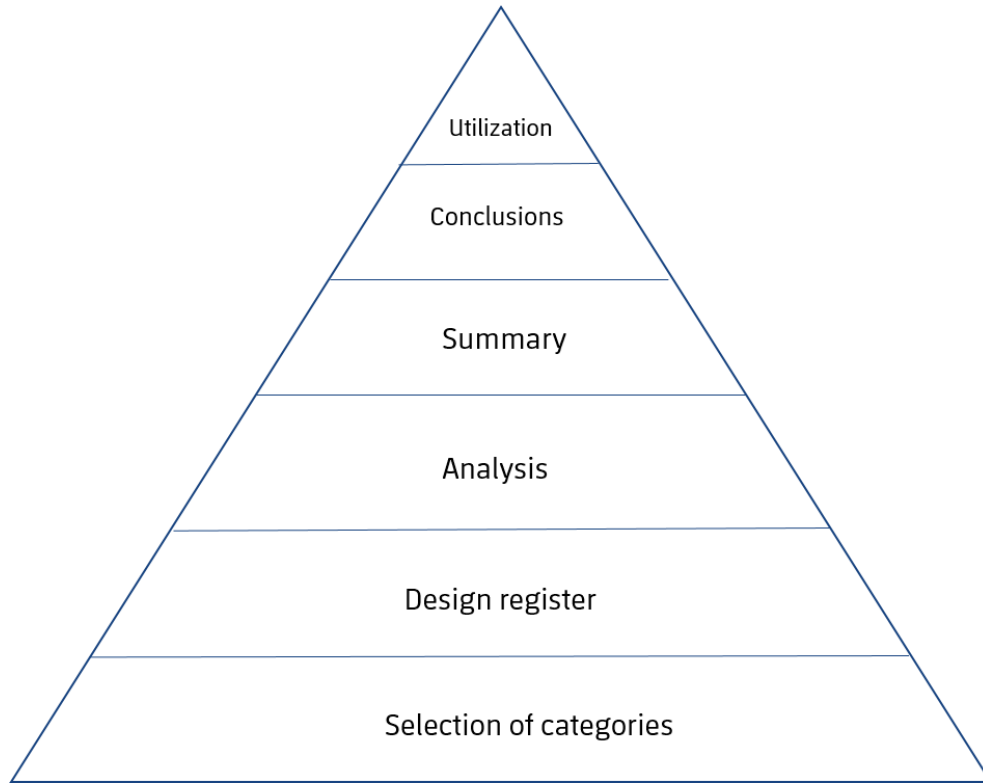 Utilization
Conclusions
Summary
Analysis
Design register
Selection of categories